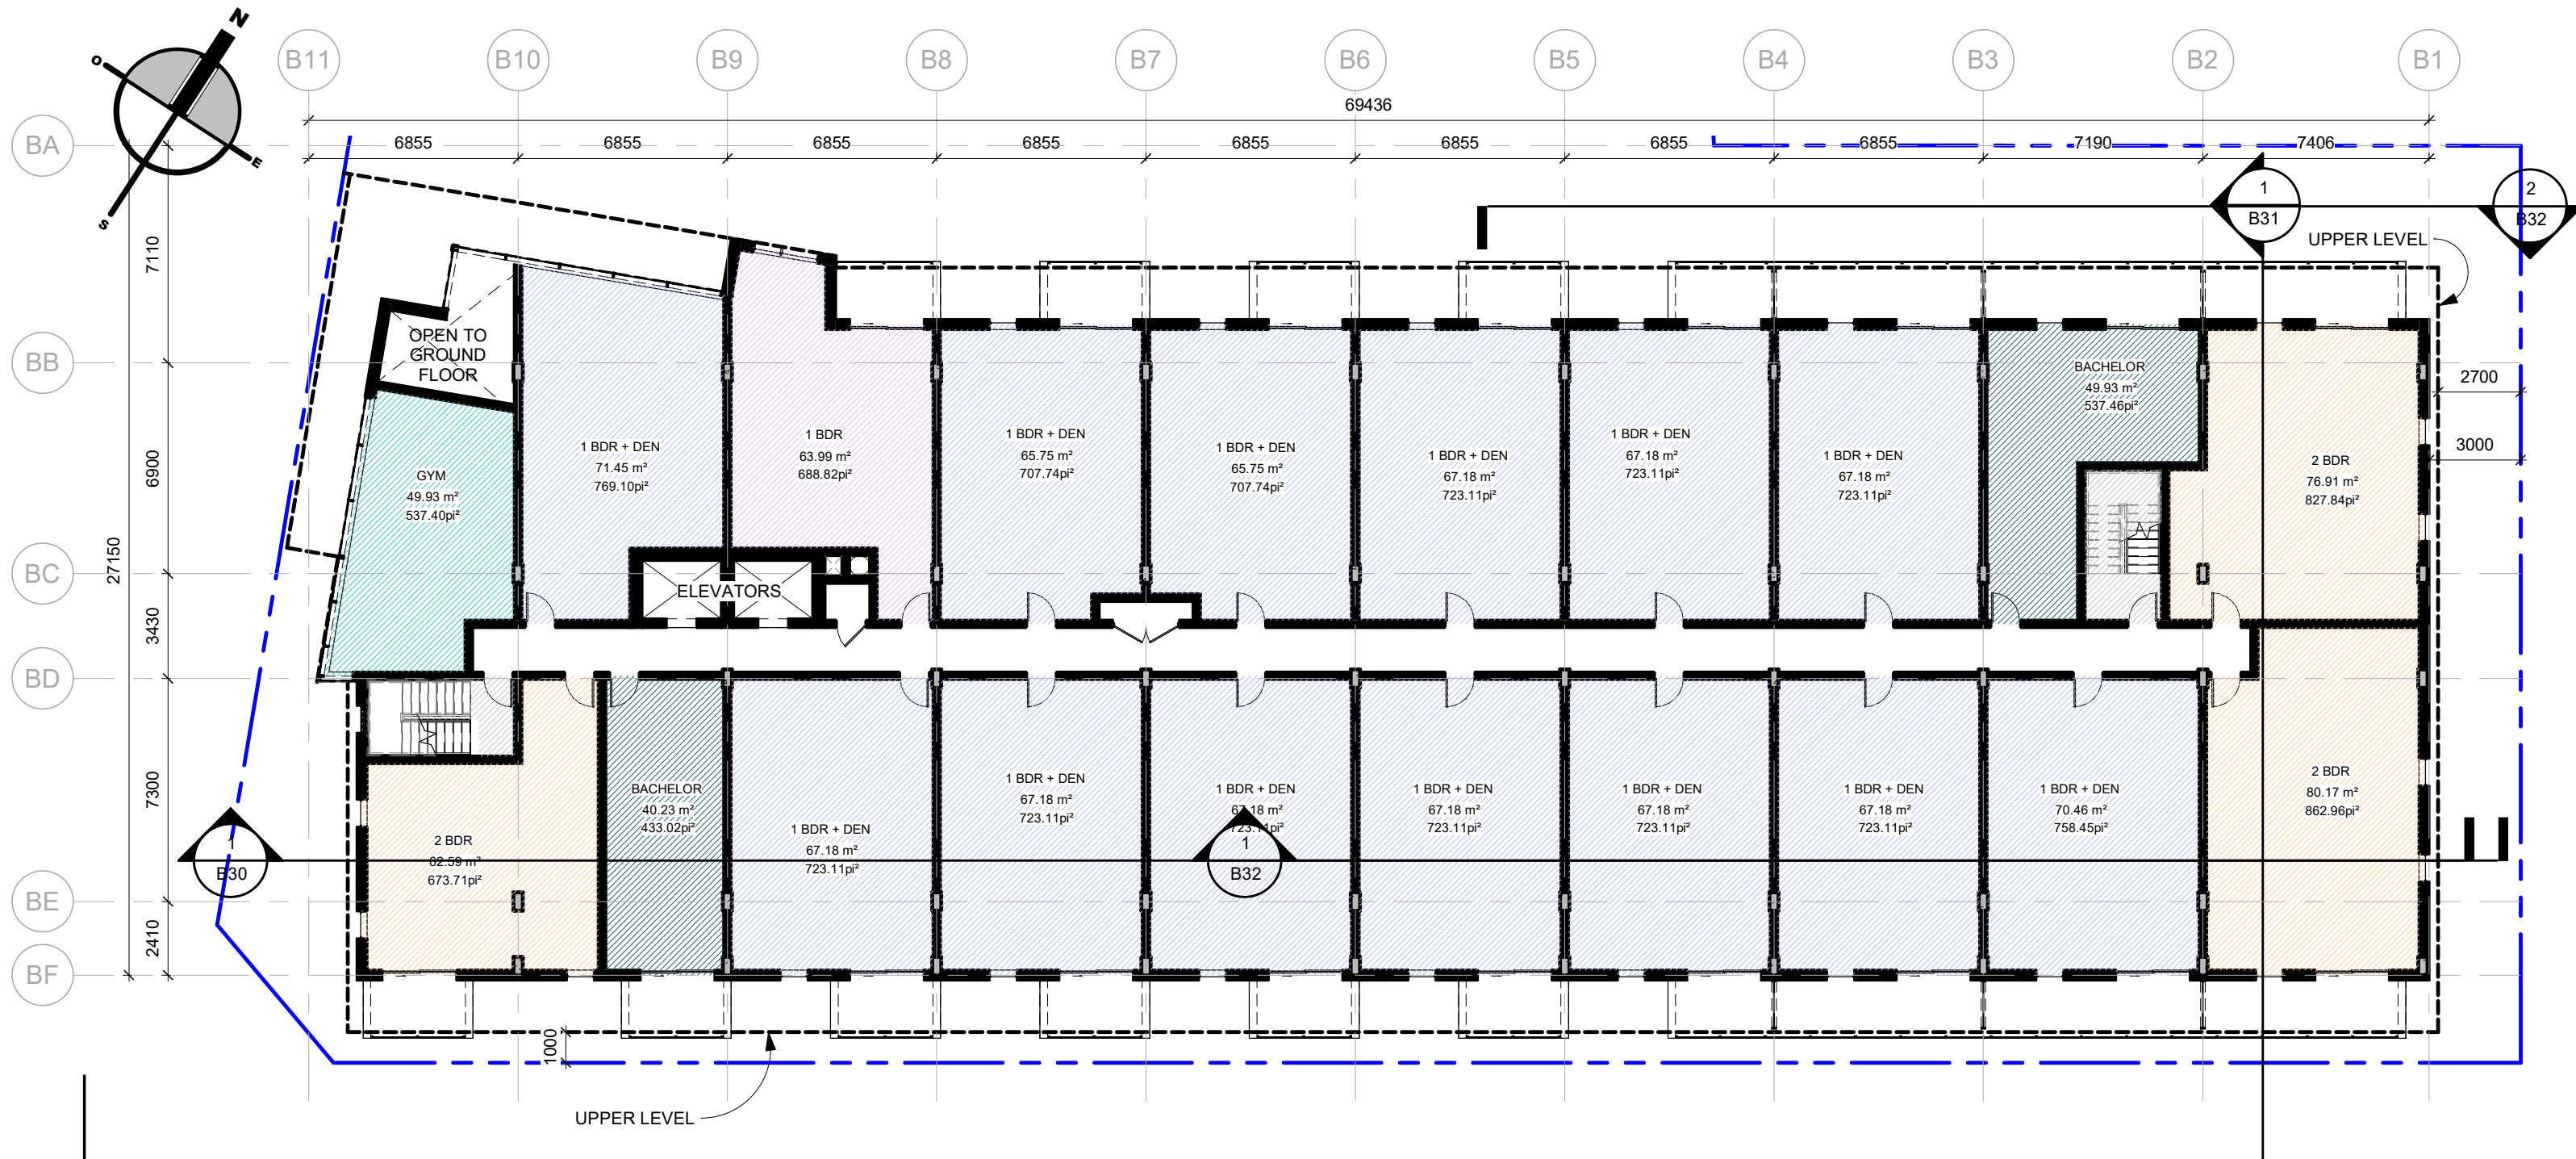 N
O
E
S
B11 B10 B9 B8 B7 B6 B5 B4 B3 B2 B1
69436
6855 6855 6855 6855 6855 6855 6855 6855 7190 7406
BA
BB
BC
BD
BE
BF
7110
6900
3430
7300
2410
27150
1
B31
2
B32
UPPER LEVEL
2700
3000
OPEN TO
GROUND
FLOOR
GYM
49.93 m²
537.40pi²
1 BDR + DEN
71.45 m²
769.10pi²
1 BDR
63.99 m²
688.82pi²
1 BDR + DEN
65.75 m²
707.74pi²
1 BDR + DEN
65.75 m²
707.74pi²
1 BDR + DEN
67.18 m²
723.11pi²
1 BDR + DEN
67.18 m²
723.11pi²
1 BDR + DEN
67.18 m²
723.11pi²
BACHELOR
49.93 m²
537.46pi²
2 BDR
76.91 m²
827.84pi²
ELEVATORS
2 BDR
62.59 m²
673.71pi²
BACHELOR
40.23 m²
433.02pi²
1 BDR + DEN
67.18 m²
723.11pi²
1 BDR + DEN
67.18 m²
723.11pi²
1 BDR + DEN
67.18 m²
723.11pi²
1 BDR + DEN
67.18 m²
723.11pi²
1 BDR + DEN
67.18 m²
723.11pi²
1 BDR + DEN
67.18 m²
723.11pi²
1 BDR + DEN
70.46 m²
758.45pi²
2 BDR
80.17 m²
862.96pi²
1
B30
1
B32
1000
UPPER LEVEL